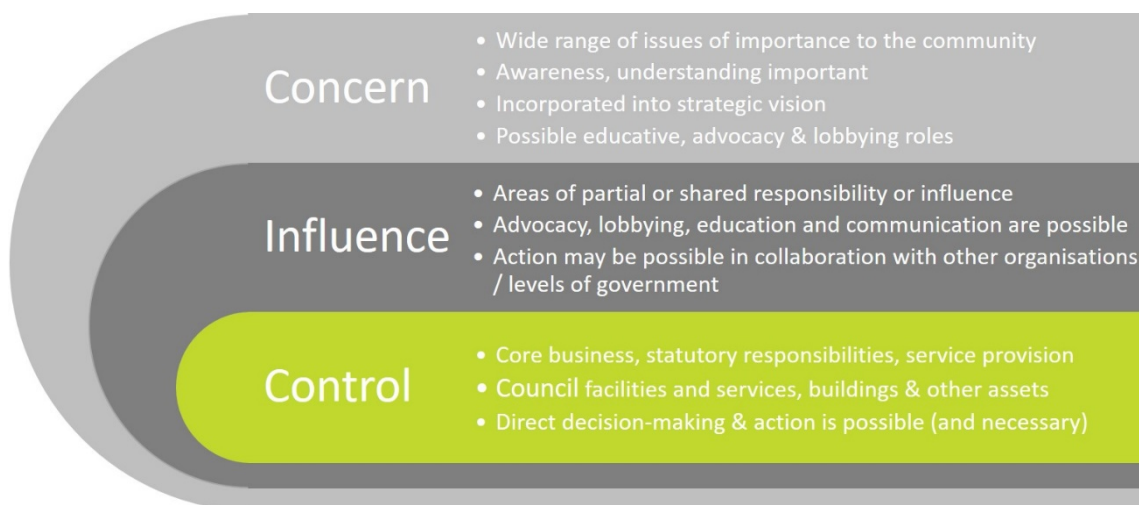 Concern
• Wide range of issues of importance to the community
• Awareness, understanding important
• Incorporated into strategic vision
• Possible educative, advocacy & lobbying roles
Influence
• Areas of partial or shared responsibility or influence
• Advocacy, lobbying, education and communication are possible
• Action may be possible in collaboration with other organisations
/ levels of government
Control
• Core business, statutory responsibilities, service provision
• Council facilities and services, buildings & other assets
• Direct decision-making & action is possible (and necessary)